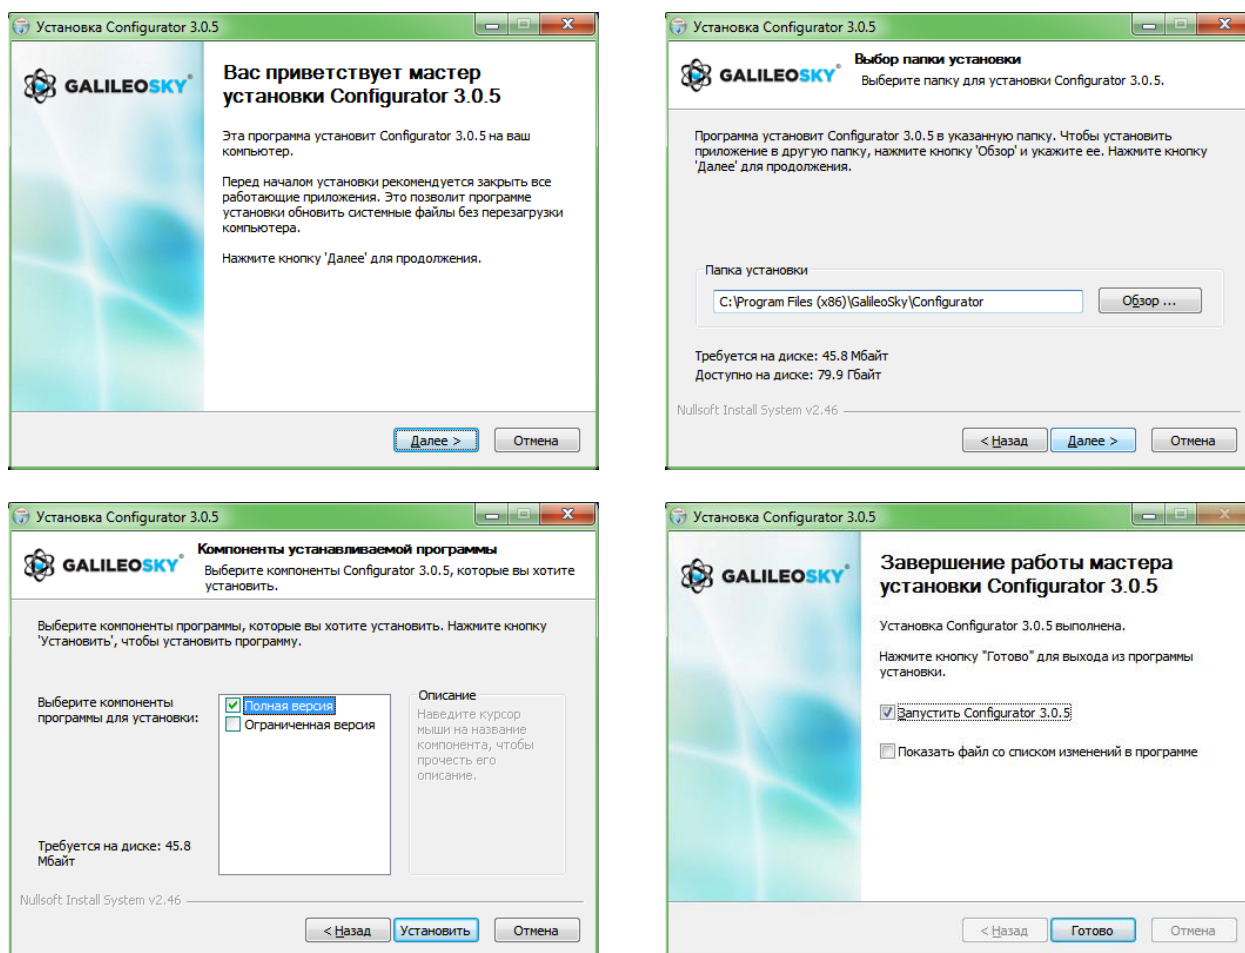 Установка Configurator 3.0.5
GALILEOSKY®
Вас приветствует мастер
установки Configurator 3.0.5
Эта программа установит Configurator 3.0.5 на ваш
компьютер.
Перед началом установки рекомендуется закрыть все
работающие приложения. Это позволит программе
установки обновить системные файлы без перезагрузки
компьютера.
Нажмите кнопку 'Далее' для продолжения.
Далее >
Отмена
Установка Configurator 3.0.5
GALILEOSKY®
Выбор папки установки
Выберите папку для установки Configurator 3.0.5.
Программа установит Configurator 3.0.5 в указанную папку. Чтобы установить
приложение в другую папку, нажмите кнопку 'Обзор' и укажите ее. Нажмите кнопку
'Далее' для продолжения.
Папка установки
C:\Program Files (x86)\GalileoSky\Configurator
Обзор ...
Требуется на диске: 45.8 Мбайт
Доступно на диске: 79.9 Гбайт
Nullsoft Install System v2.46
< Назад
Далее >
Отмена
Установка Configurator 3.0.5
GALILEOSKY®
Компоненты устанавливаемой программы
Выберите компоненты Configurator 3.0.5, которые вы хотите
установить.
Выберите компоненты программы, которые вы хотите установить. Нажмите кнопку
'Установить', чтобы установить программу.
Выберите компоненты
программы для установки:
Полная версия
Ограниченная версия
Описание
Наведите курсор
мыши на название
компонента, чтобы
прочесть его
описание.
Требуется на диске: 45.8
Мбайт
Nullsoft Install System v2.46
< Назад
Установить
Отмена
Установка Configurator 3.0.5
GALILEOSKY®
Завершение работы мастера
установки Configurator 3.0.5
Установка Configurator 3.0.5 выполнена.
Нажмите кнопку "Готово" для выхода из программы
установки.
Запустить Configurator 3.0.5
Показать файл со списком изменений в программе
< Назад
Готово
Отмена